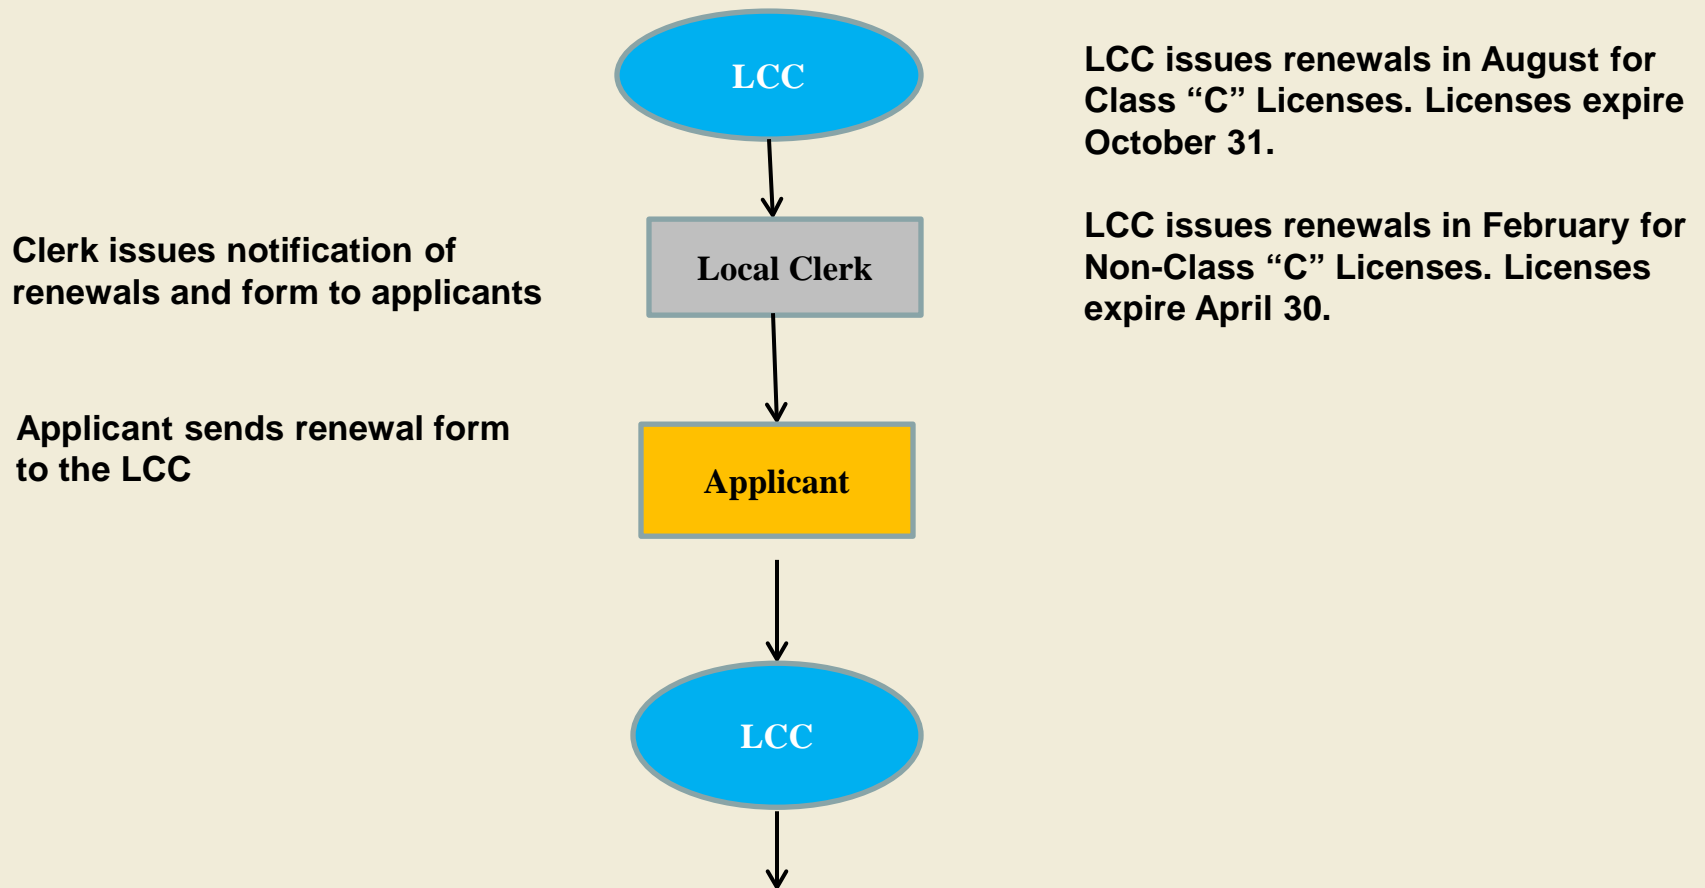 LCC
LCC issues renewals in August for
Class “C” Licenses. Licenses expire
October 31.
LCC issues renewals in February for
Non-Class “C” Licenses. Licenses
expire April 30.
Clerk issues notification of
renewals and form to applicants
Local Clerk
Applicant sends renewal form
to the LCC
Applicant
LCC